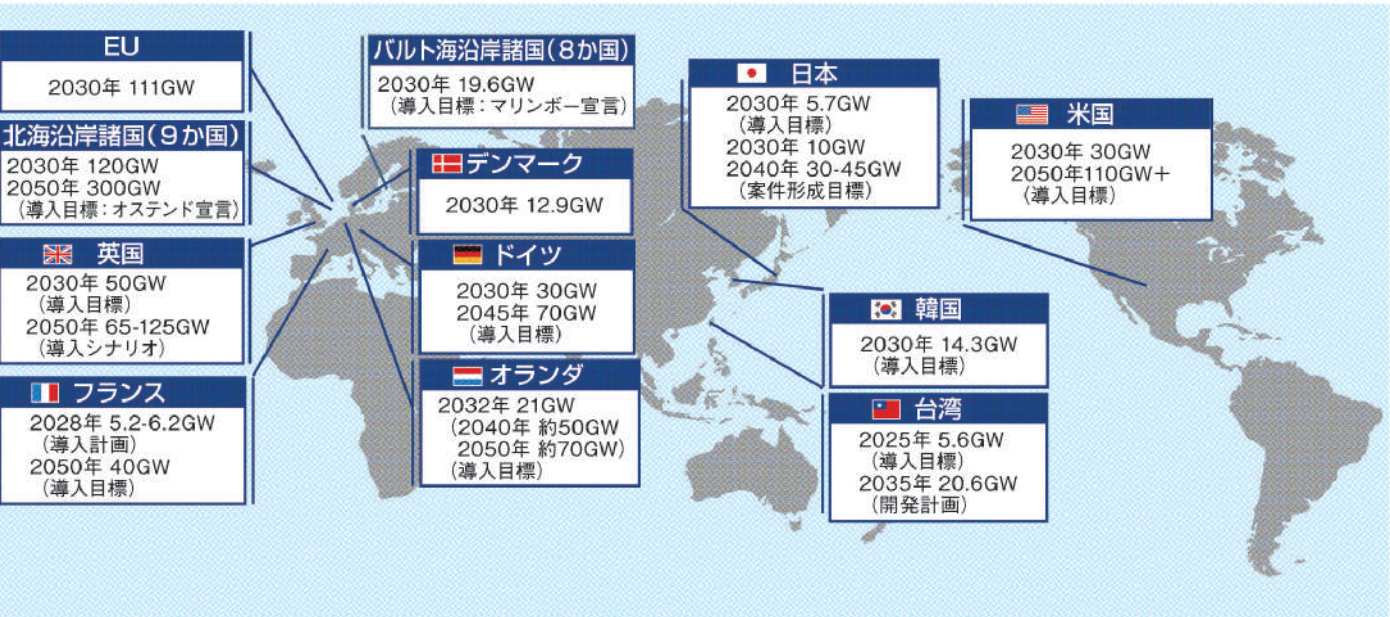 EU
2030年 111GW
北海沿岸諸国(9か国)
2030年 120GW
2050年 300GW
(導入目標:オステンド宣言)
英国
2030年 50GW
(導入目標)
2050年 65-125GW
(導入シナリオ)
フランス
2028年 5.2-6.2GW
(導入計画)
2050年 40GW
(導入目標)
バルト海沿岸諸国(8か国)
2030年 19.6GW
(導入目標:マリンボー宣言)
デンマーク
2030年 12.9GW
ドイツ
2030年 30GW
2045年 70GW
(導入目標)
オランダ
2032年 21GW
(2040年 約50GW
2050年 約70GW)
(導入目標)
日本
2030年 5.7GW
(導入目標)
2030年 10GW
2040年 30-45GW
(案件形成目標)
韓国
2030年 14.3GW
(導入目標)
台湾
2025年 5.6GW
(導入目標)
2035年 20.6GW
(開発計画)
米国
2030年 30GW
2050年110GW+
(導入目標)